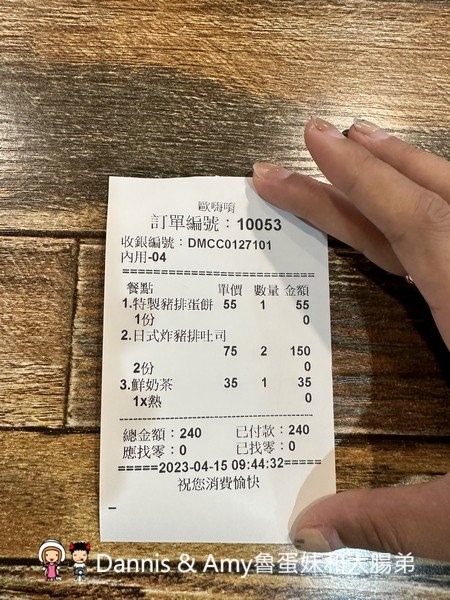 歐嗨唷
訂單編號：10053
收銀編號：DMCC0127101
內用-04
========================================
餐點 單價 數量 金額
1.特製豬排蛋餅 55 1 55
1份 0
2.日式炸豬排吐司
75 2 150
2份 0
3.鮮奶茶 35 1 35
1x熱 0
----------------------------------------
總金額：240 已付款：240
應找零：0 已找零：0
=====2023-04-15 09:44:32=====
祝您消費愉快
Dannis & Amy魯蛋妹和大腸弟